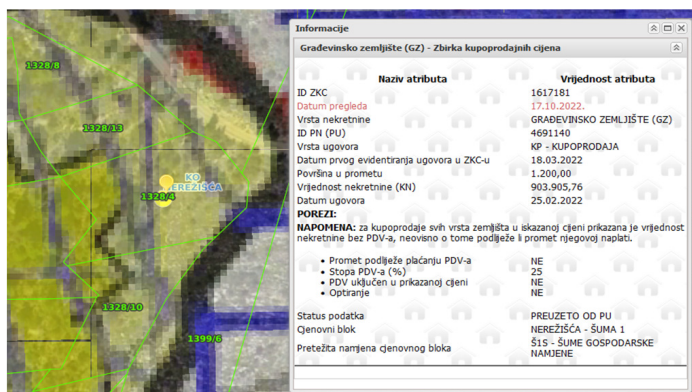 Informacije
Građevinsko zemljište (GZ) - Zbirka kupoprodajnih cijena
Naziv atributa Vrijednost atributa
ID ZKC 1617181
Datum pregleda 17.10.2022.
Vrsta nekretnine GRAĐEVINSKO ZEMLJIŠTE (GZ)
ID PN (PU) 4691140
Vrsta ugovora KP - KUPOPRODAJA
Datum prvog evidentiranja ugovora u ZKC-u 18.03.2022
Površina u prometu 1.200,00
Vrijednost nekretnine (KN) 903.905,76
Datum ugovora 25.02.2022
POREZI:
NAPOMENA: za kupoprodaje svih vrsta zemljišta u iskazanoj cijeni prikazana je vrijednost
nekretnine bez PDV-a, neovisno o tome podliježe li promet njegovoj naplati.
• Promet podliježe plaćanju PDV-a NE
• Stopa PDV-a (%) 25
• PDV uključen u prikazanoj cijeni NE
• Optiranje NE
Status podatka PREUZETO OD PU
Cjenovni blok NEREŽIŠĆA - ŠUMA 1
Pretežita namjena cjenovnog bloka Š1S - ŠUME GOSPODARSKE
NAMJENE
1328/8
1328/13
KO
EREŽIŠĆA
1328/4
1328/10
1399/6